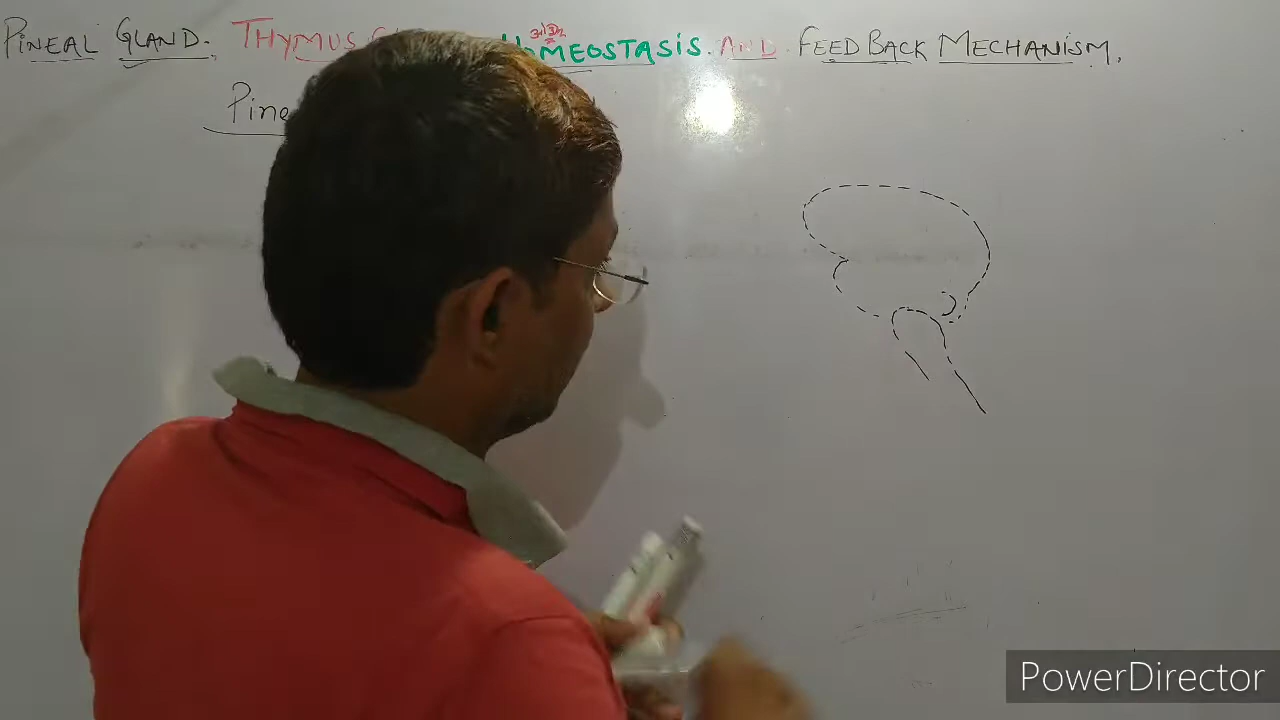 PINEAL GLAND. THYMUS HOMEOSTASIS. AND FEED BACK MECHANISM.
Pine
PowerDirector